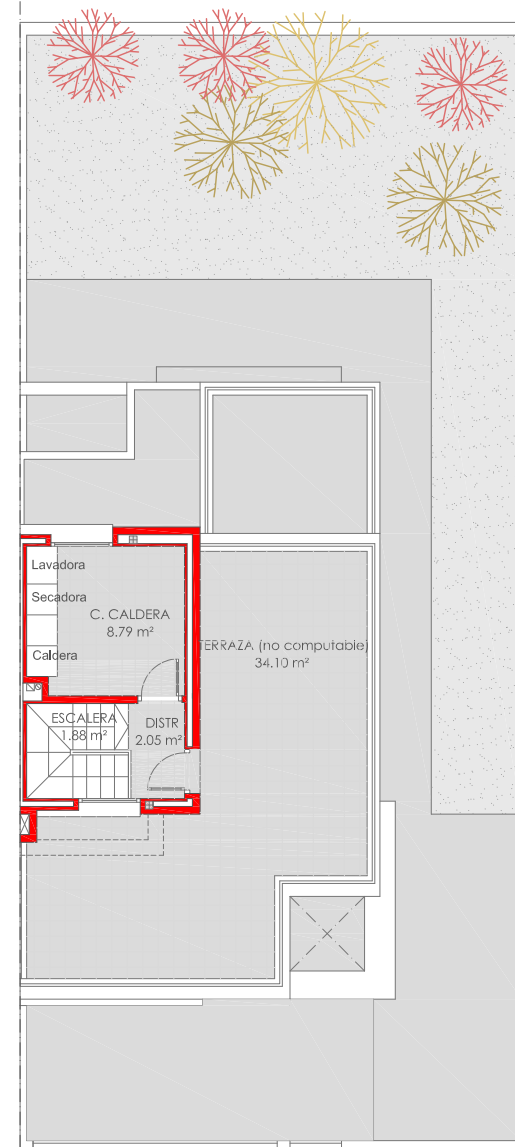 Lavadora
Secadora
C. CALDERA
8.79 m²
Caldera
TERRAZA (no computable)
34.10 m²
ESCALERA
1.88 m²
DISTR
2.05 m²